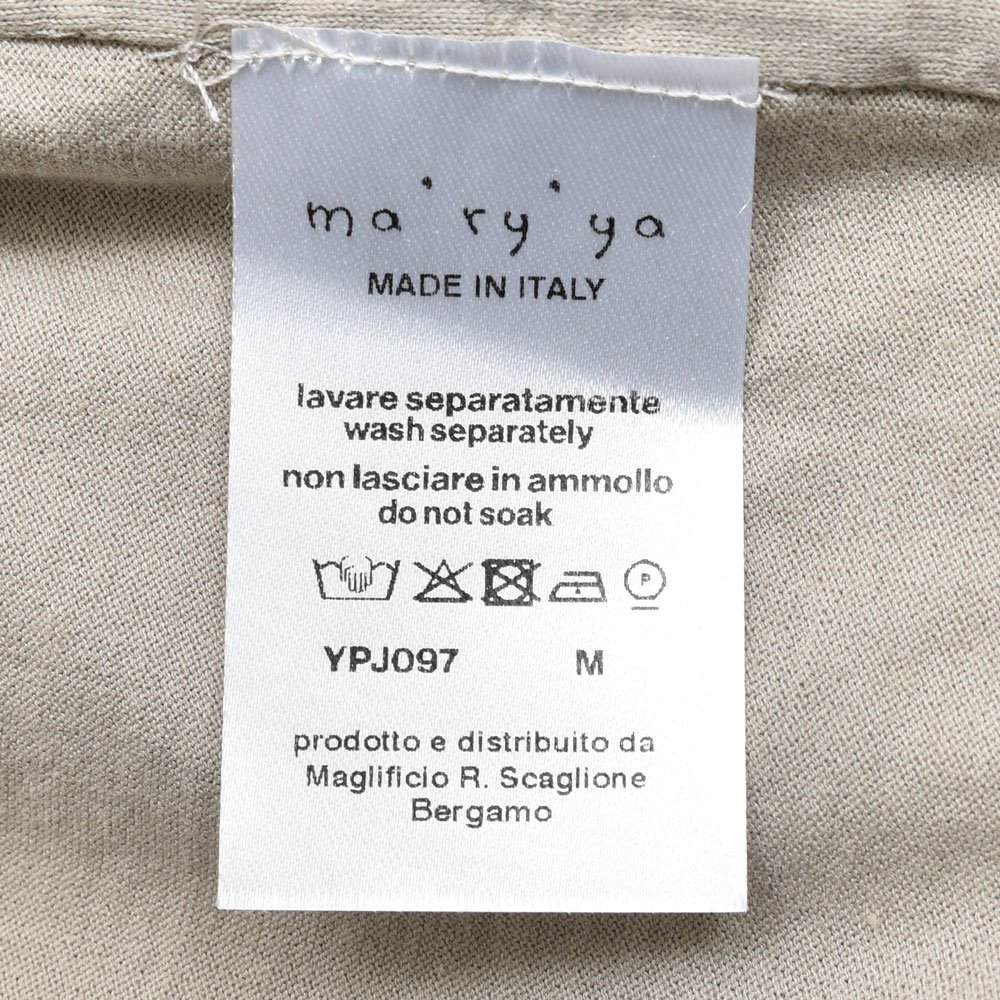 ma'ry'ya
MADE IN ITALY
lavare separatamente
wash separately
non lasciare in ammollo
do not soak
P
YPJ097 M
prodotto e distribuito da
Maglificio R. Scaglione
Bergamo